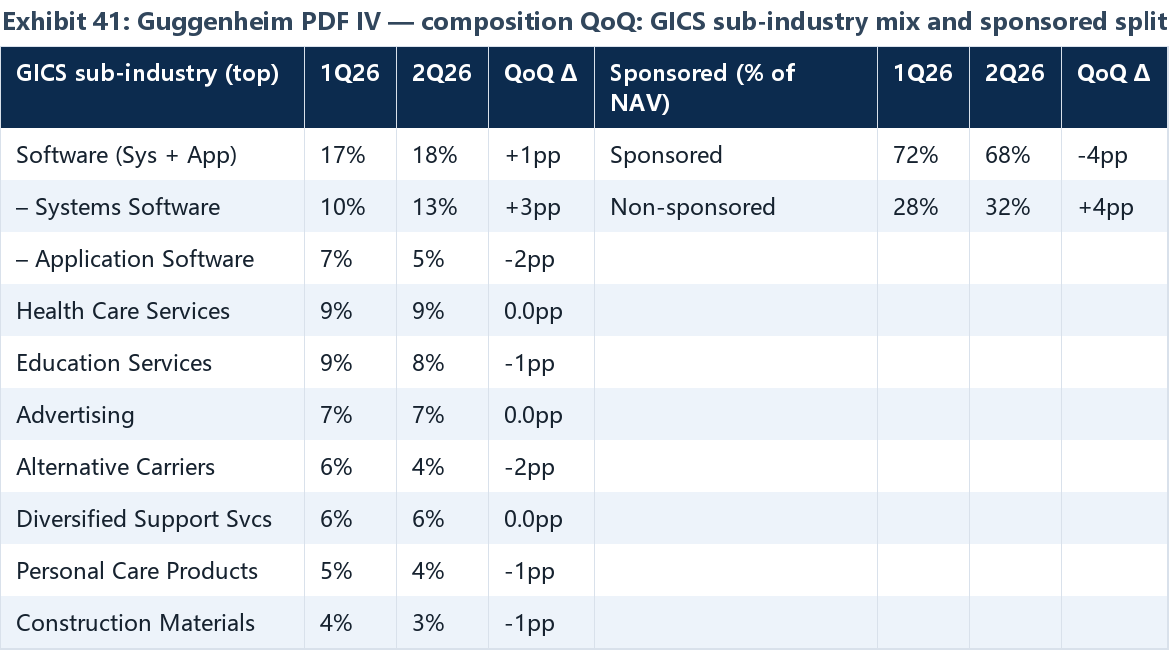 Exhibit 41: Guggenheim PDF IV — composition QoQ: GICS sub-industry mix and sponsored split
GICS sub-industry (top) 1Q26 2Q26 QoQ Δ Sponsored (% of NAV) 1Q26 2Q26 QoQ Δ
Software (Sys + App) 17% 18% +1pp Sponsored 72% 68% -4pp
– Systems Software 10% 13% +3pp Non-sponsored 28% 32% +4pp
– Application Software 7% 5% -2pp
Health Care Services 9% 9% 0.0pp
Education Services 9% 8% -1pp
Advertising 7% 7% 0.0pp
Alternative Carriers 6% 4% -2pp
Diversified Support Svcs 6% 6% 0.0pp
Personal Care Products 5% 4% -1pp
Construction Materials 4% 3% -1pp